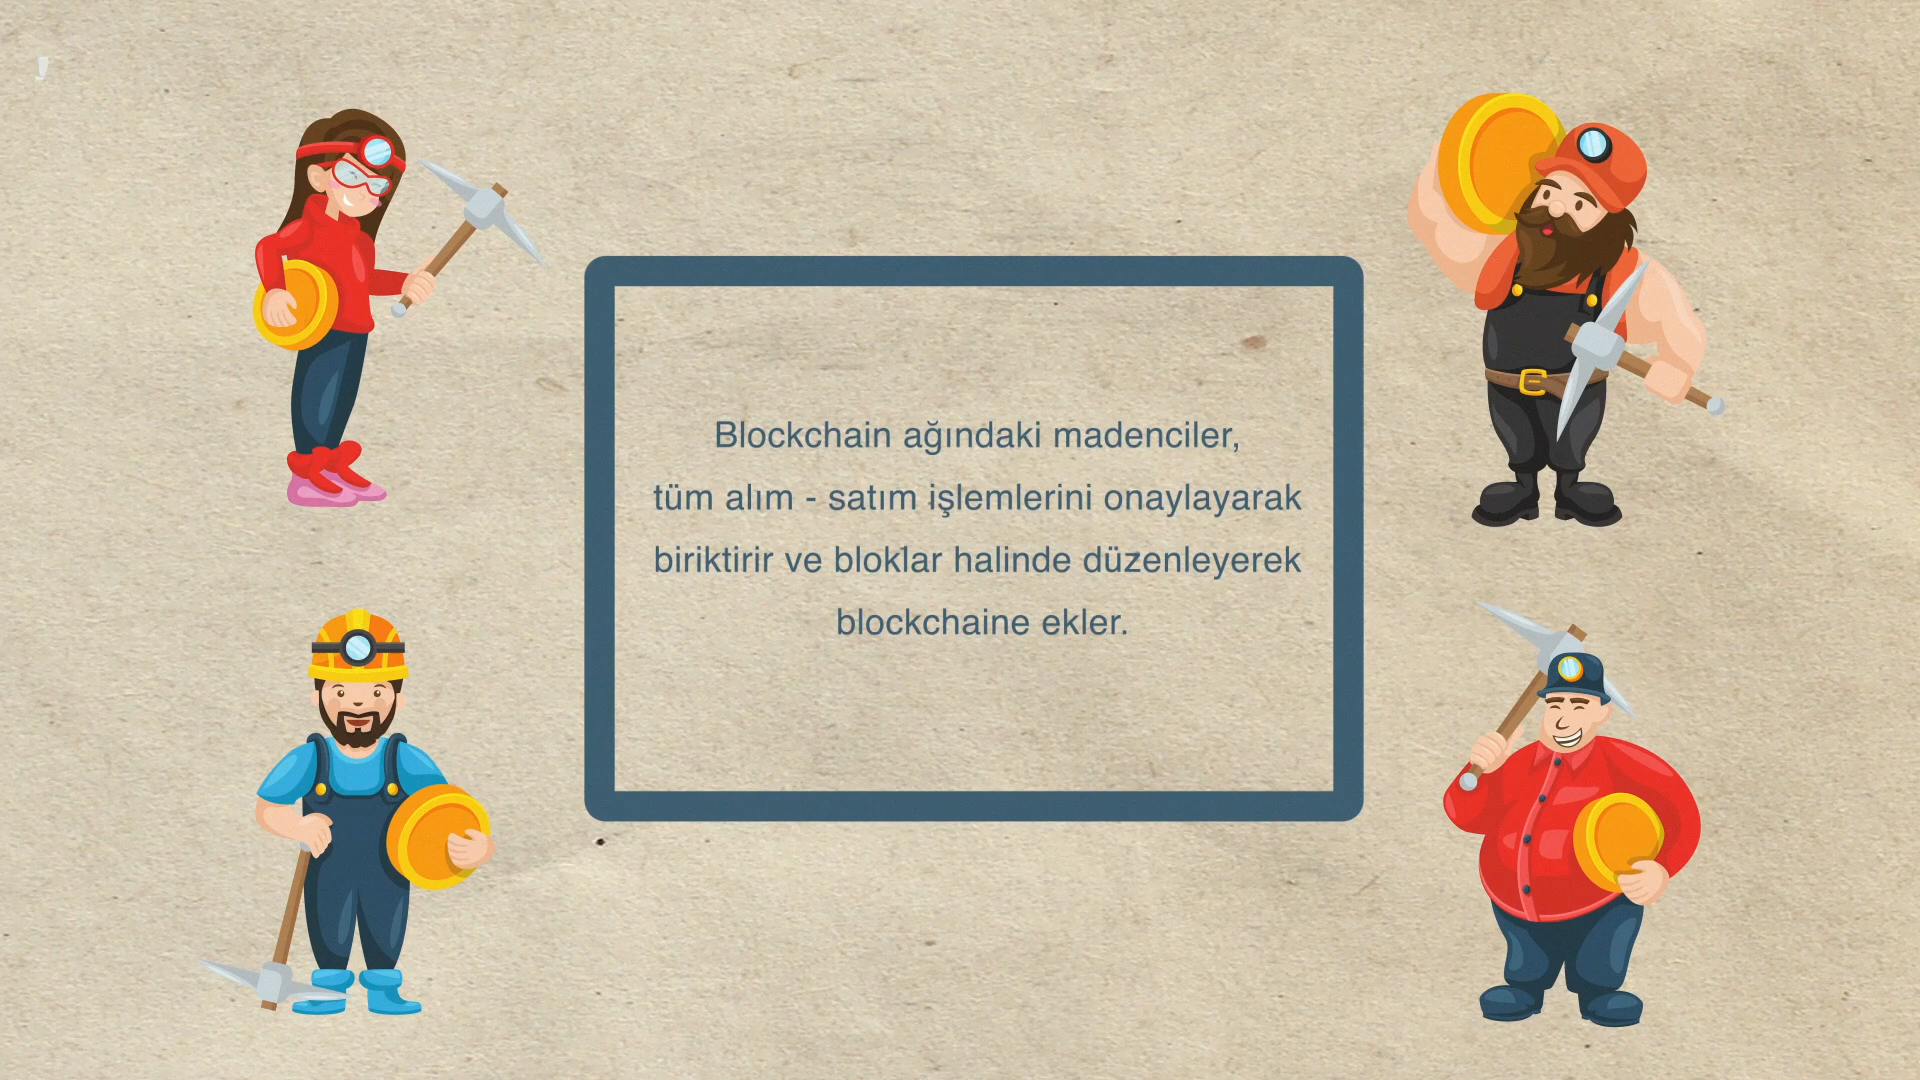 Blockchain ağındaki madenciler,
tüm alım - satım işlemlerini onaylayarak
biriktirir ve bloklar halinde düzenleyerek
blockchaine ekler.